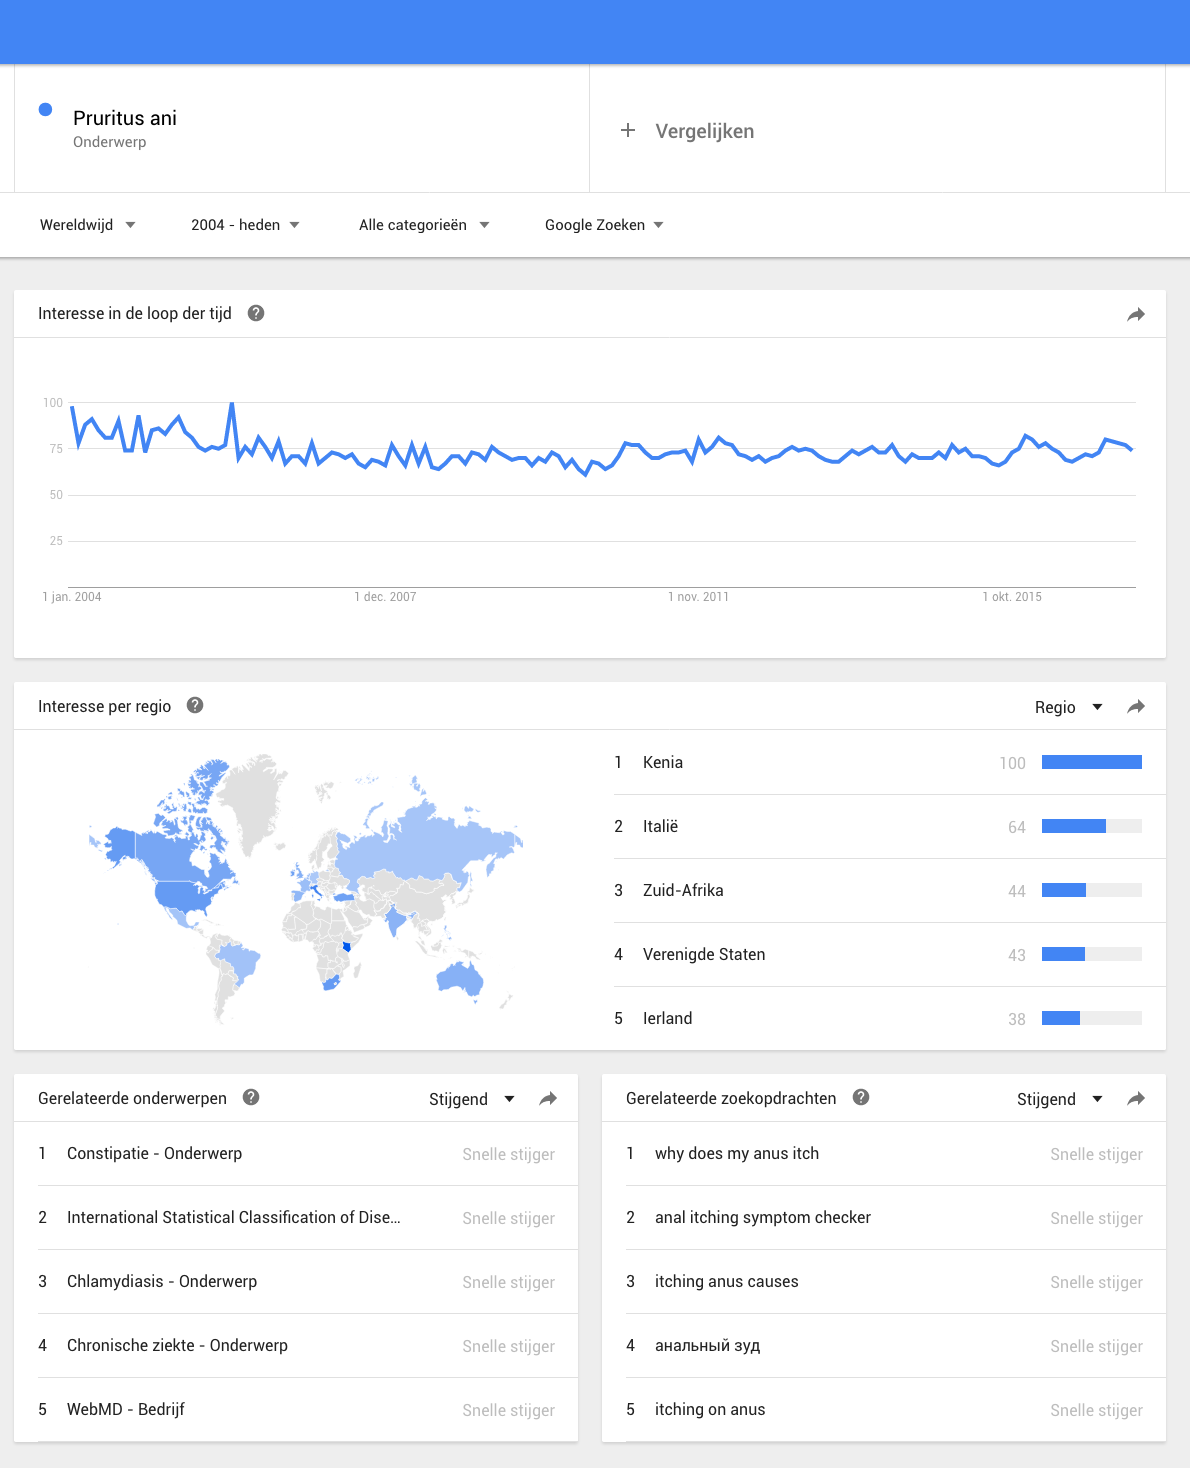 Pruritus ani
Onderwerp
+ Vergelijken
Wereldwijd
2004 - heden
Alle categorieën
Google Zoeken
Interesse in de loop der tijd
100
75
50
25
1 jan. 2004
1 dec. 2007
1 nov. 2011
1 okt. 2015
Interesse per regio
Regio
1 Kenia 100
2 Italië 64
3 Zuid-Afrika 44
4 Verenigde Staten 43
5 Ierland 38
Gerelateerde onderwerpen
Stijgend
1 Constipatie - Onderwerp Snelle stijger
2 International Statistical Classification of Dise... Snelle stijger
3 Chlamydiasis - Onderwerp Snelle stijger
4 Chronische ziekte - Onderwerp Snelle stijger
5 WebMD - Bedrijf Snelle stijger
Gerelateerde zoekopdrachten
Stijgend
1 why does my anus itch Snelle stijger
2 anal itching symptom checker Snelle stijger
3 itching anus causes Snelle stijger
4 анальный зуд Snelle stijger
5 itching on anus Snelle stijger